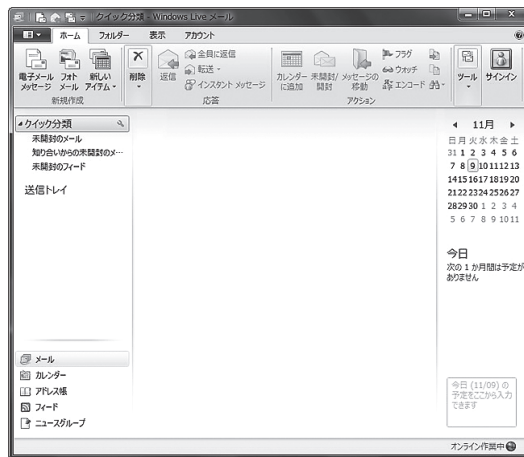 クイック分類 - Windows Live メール
ホーム フォルダー 表示 アカウント
電子メール メッセージ
フォト メール
新しい アイテム
新規作成
削除
返信
全員に返信
転送
インスタント メッセージ
応答
カレンダー に追加
未開封/ 開封
メッセージの 移動
フラグ
ウォッチ
エンコード
アクション
ツール
サインイン
クイック分類
未開封のメール
知り合いからの未開封のメ…
未開封のフィード
送信トレイ
メール
カレンダー
アドレス帳
フィード
ニュースグループ
11月
日 月 火 水 木 金 土
31 1 2 3 4 5 6
7 8 9 10 11 12 13
14 15 16 17 18 19 20
21 22 23 24 25 26 27
28 29 30 1 2 3 4
5 6 7 8 9 10 11
今日
次の 1 か月間は予定が
ありません
今日 (11/09) の
予定をここから入力
できます
オンライン作業中